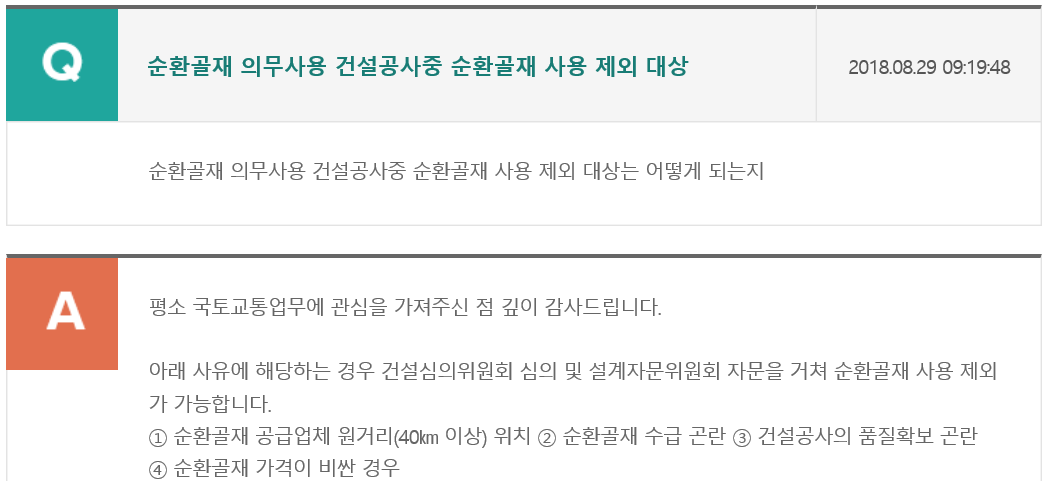 Q
순환골재 의무사용 건설공사중 순환골재 사용 제외 대상
2018.08.29 09:19:48
순환골재 의무사용 건설공사중 순환골재 사용 제외 대상는 어떻게 되는지
A
평소 국토교통업무에 관심을 가져주신 점 깊이 감사드립니다.
아래 사유에 해당하는 경우 건설심의위원회 심의 및 설계자문위원회 자문을 거쳐 순환골재 사용 제외
가 가능합니다.
① 순환골재 공급업체 원거리(40㎞ 이상) 위치 ② 순환골재 수급 곤란 ③ 건설공사의 품질확보 곤란
④ 순환골재 가격이 비싼 경우